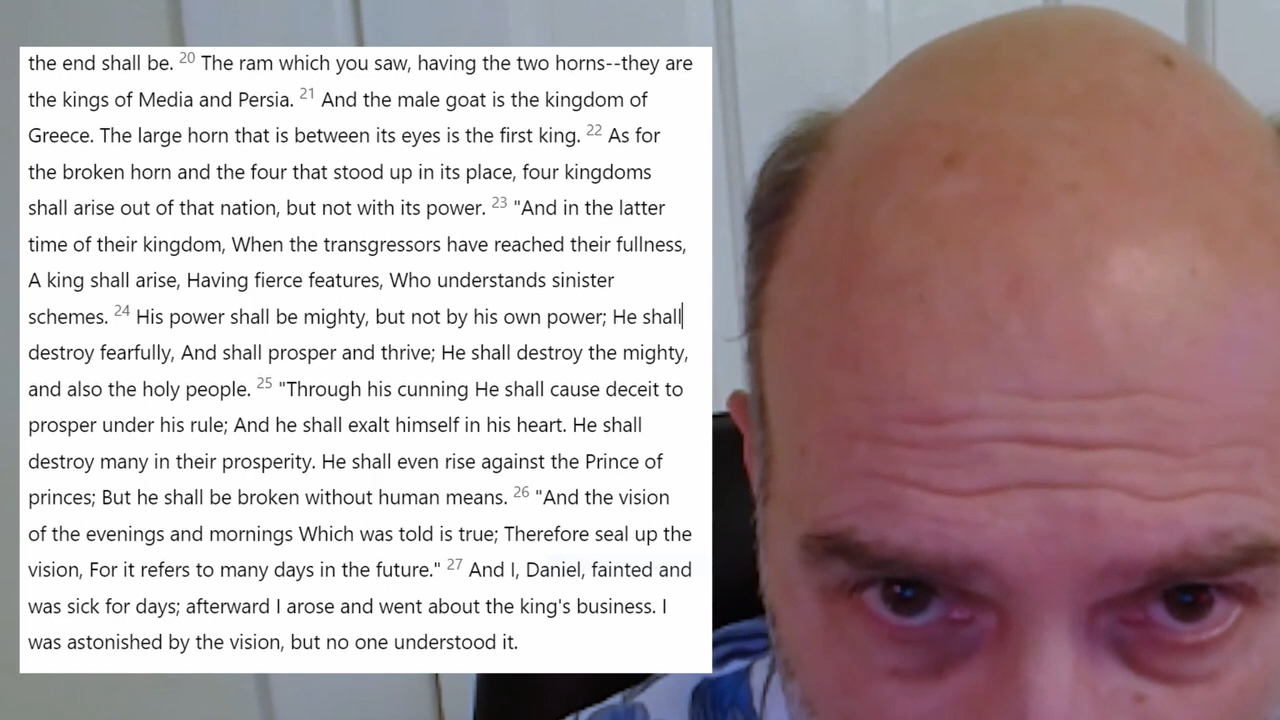 the end shall be. 20 The ram which you saw, having the two horns--they are
the kings of Media and Persia. 21 And the male goat is the kingdom of
Greece. The large horn that is between its eyes is the first king. 22 As for
the broken horn and the four that stood up in its place, four kingdoms
shall arise out of that nation, but not with its power. 23 "And in the latter
time of their kingdom, When the transgressors have reached their fullness,
A king shall arise, Having fierce features, Who understands sinister
schemes. 24 His power shall be mighty, but not by his own power; He shall
destroy fearfully, And shall prosper and thrive; He shall destroy the mighty,
and also the holy people. 25 "Through his cunning He shall cause deceit to
prosper under his rule; And he shall exalt himself in his heart. He shall
destroy many in their prosperity. He shall even rise against the Prince of
princes; But he shall be broken without human means. 26 "And the vision
of the evenings and mornings Which was told is true; Therefore seal up the
vision, For it refers to many days in the future." 27 And I, Daniel, fainted and
was sick for days; afterward I arose and went about the king's business. I
was astonished by the vision, but no one understood it.